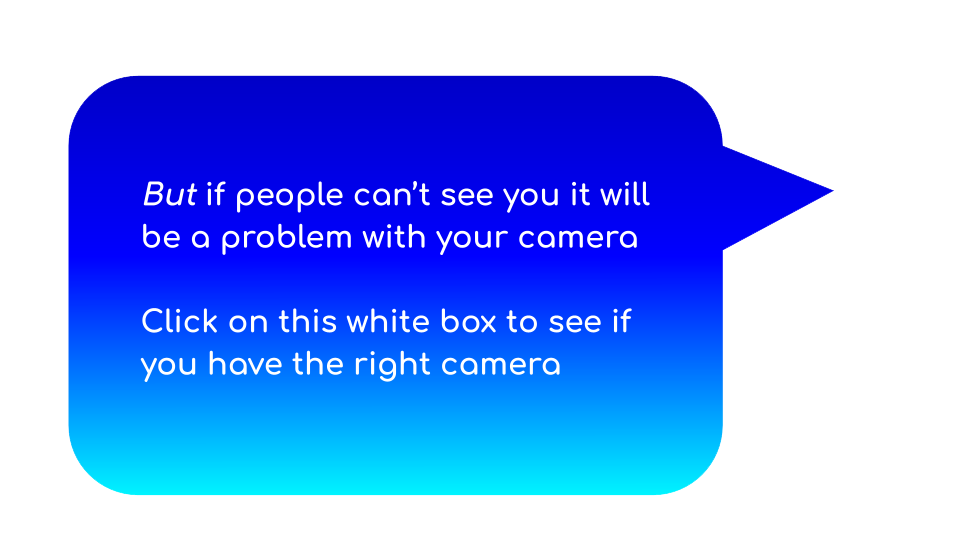 But if people can’t see you it will
be a problem with your camera
Click on this white box to see if
you have the right camera